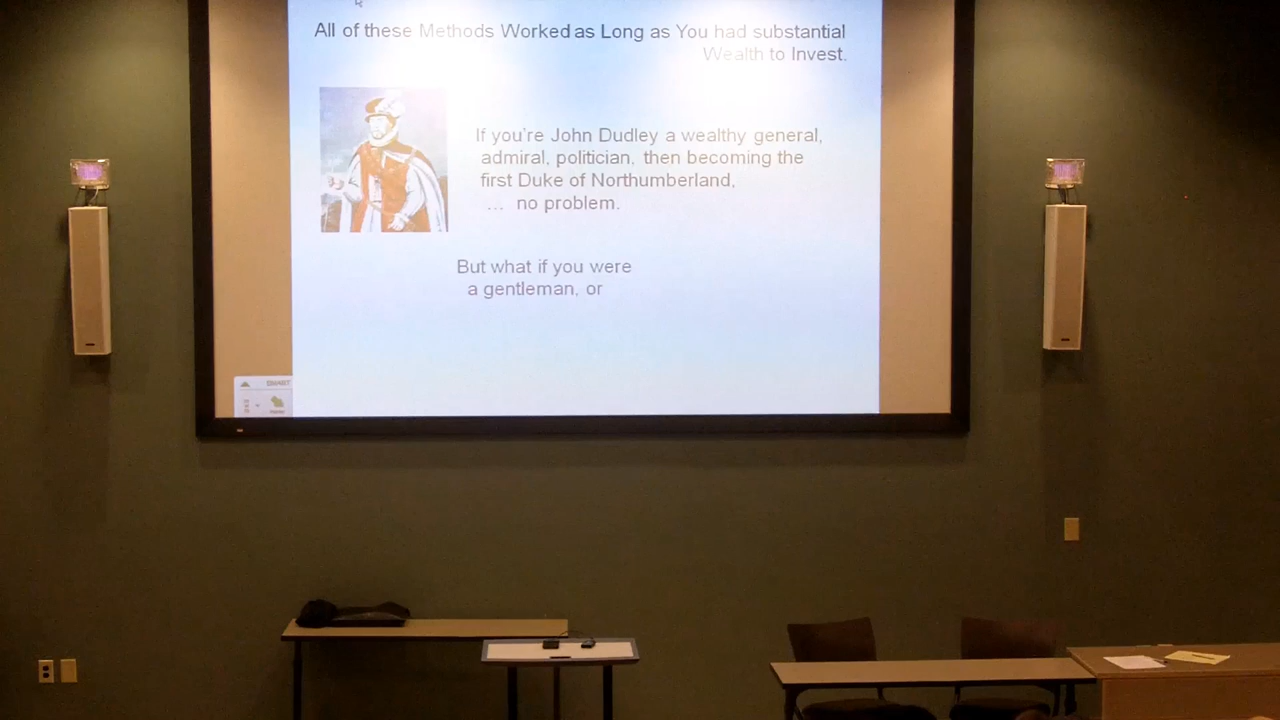 All of these Methods Worked as Long as You had substantial
Wealth to Invest.
If you're John Dudley a wealthy general,
admiral, politician, then becoming the
first Duke of Northumberland,
... no problem.
But what if you were
a gentleman, or
SMART